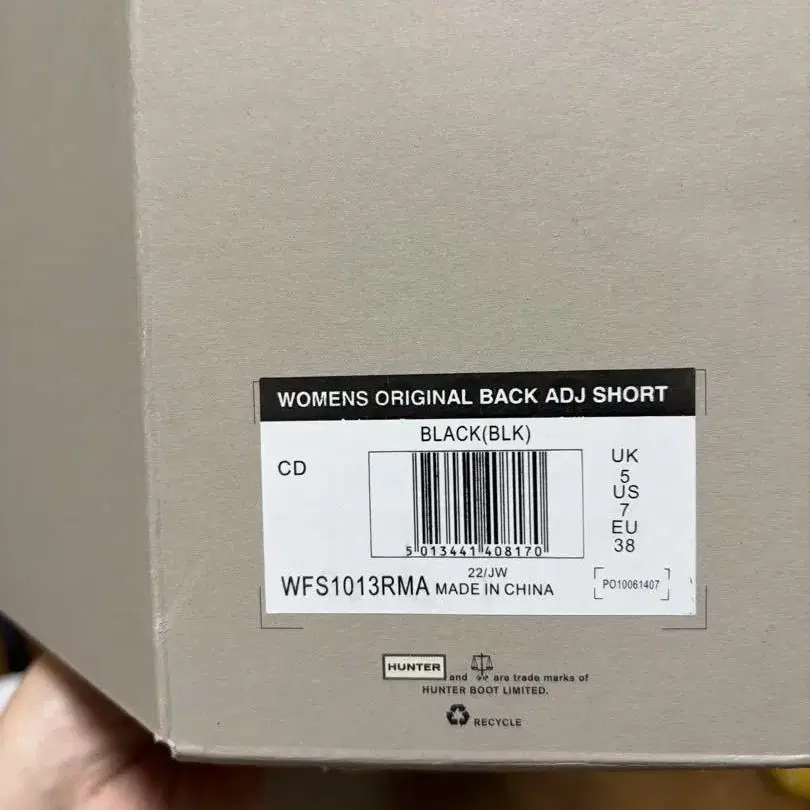 WOMENS ORIGINAL BACK ADJ SHORT
BLACK(BLK)
CD
5 013441 408170
UK
5
US
7
EU
38
22/JW
WFS1013RMA MADE IN CHINA
PO10061407
HUNTER and are trade marks of
HUNTER BOOT LIMITED.
RECYCLE